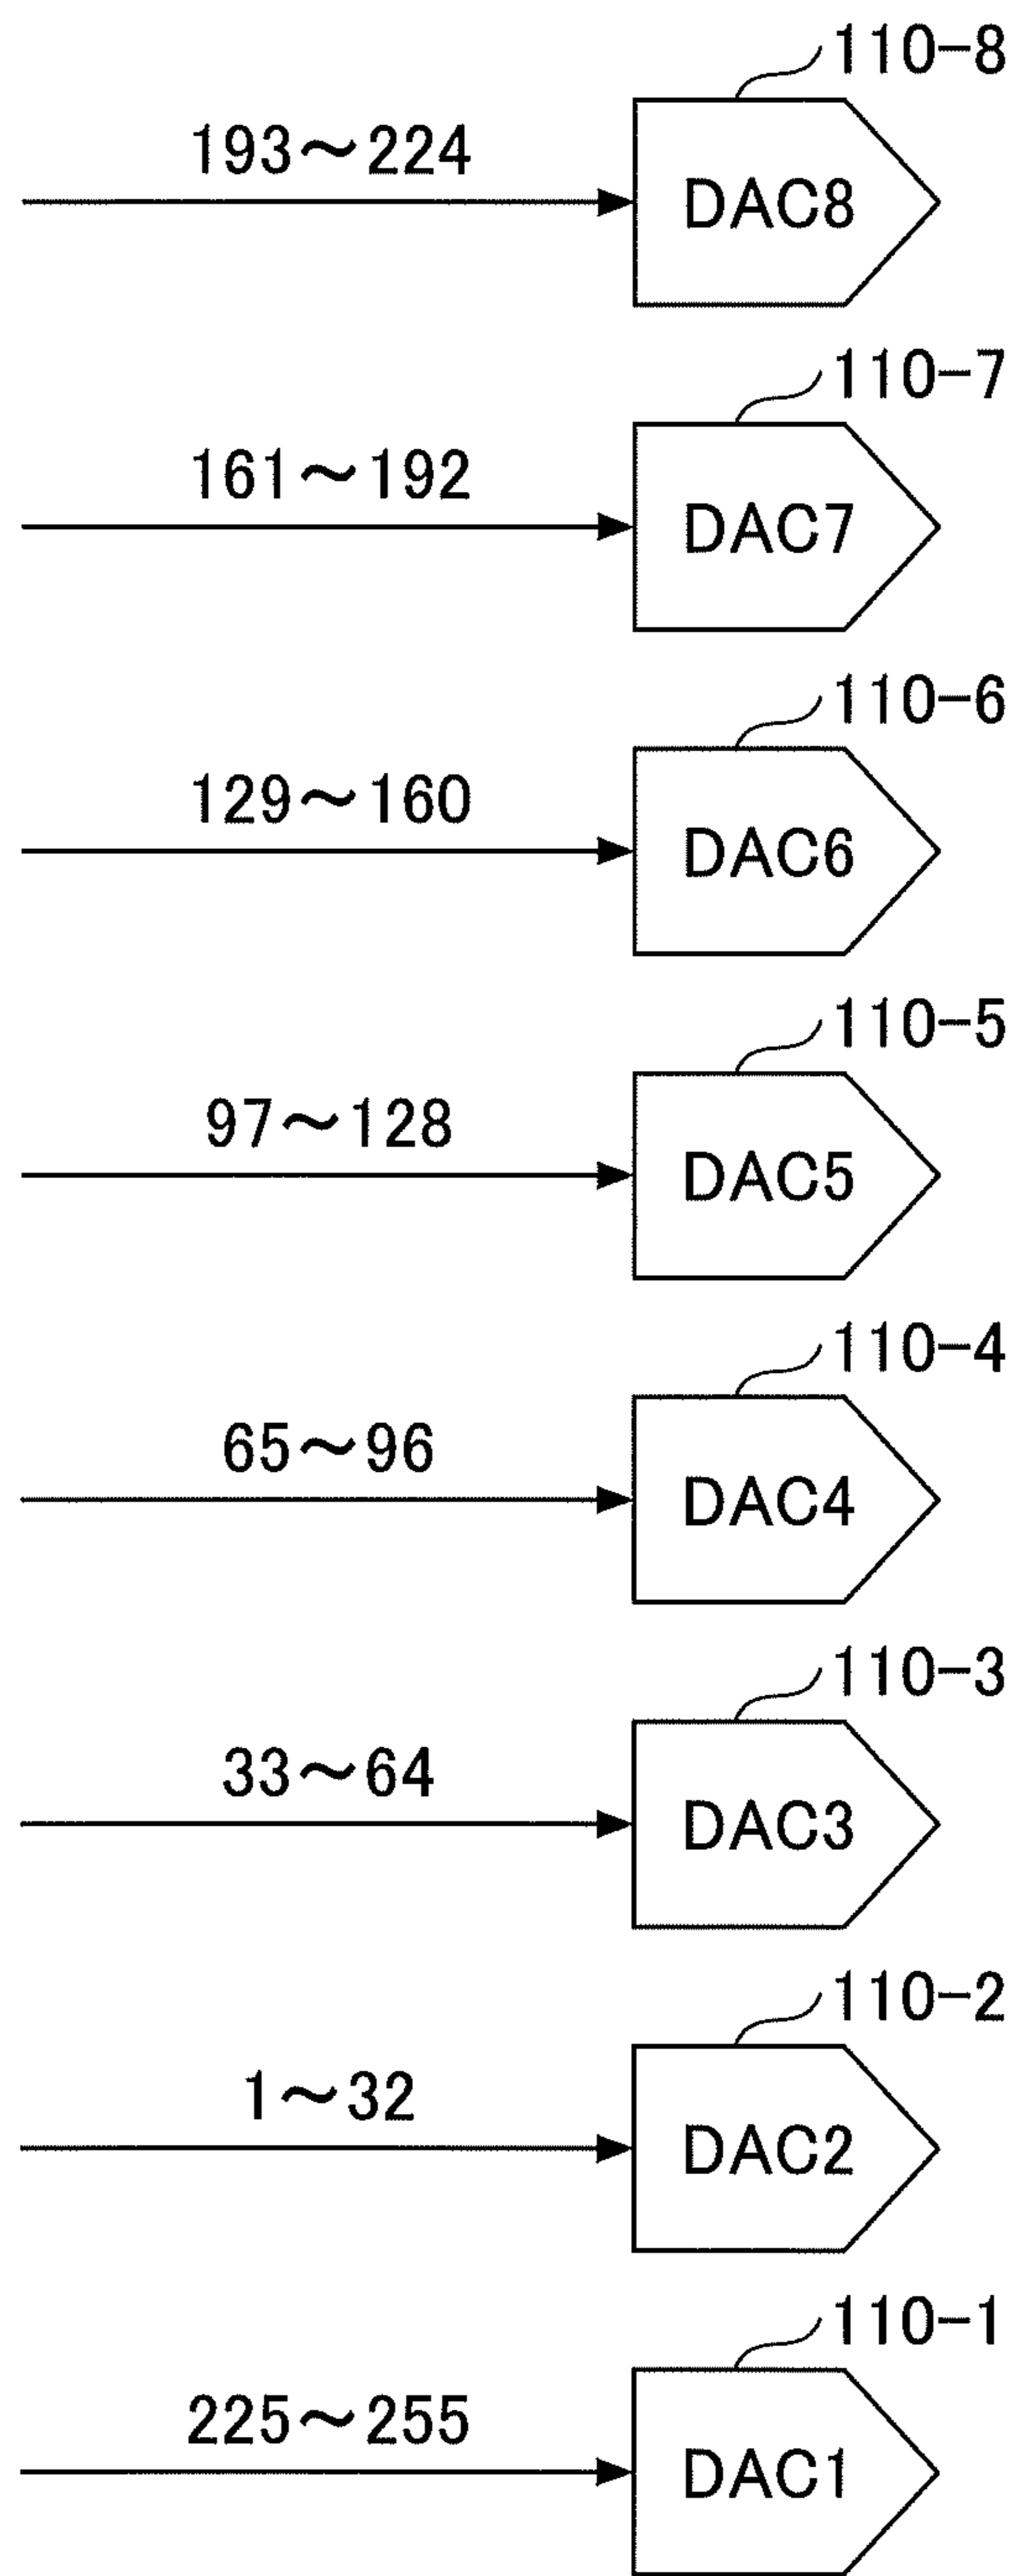 110-8
193～224
DAC8
110-7
161～192
DAC7
110-6
129～160
DAC6
110-5
97～128
DAC5
110-4
65～96
DAC4
110-3
33～64
DAC3
110-2
1～32
DAC2
110-1
225～255
DAC1